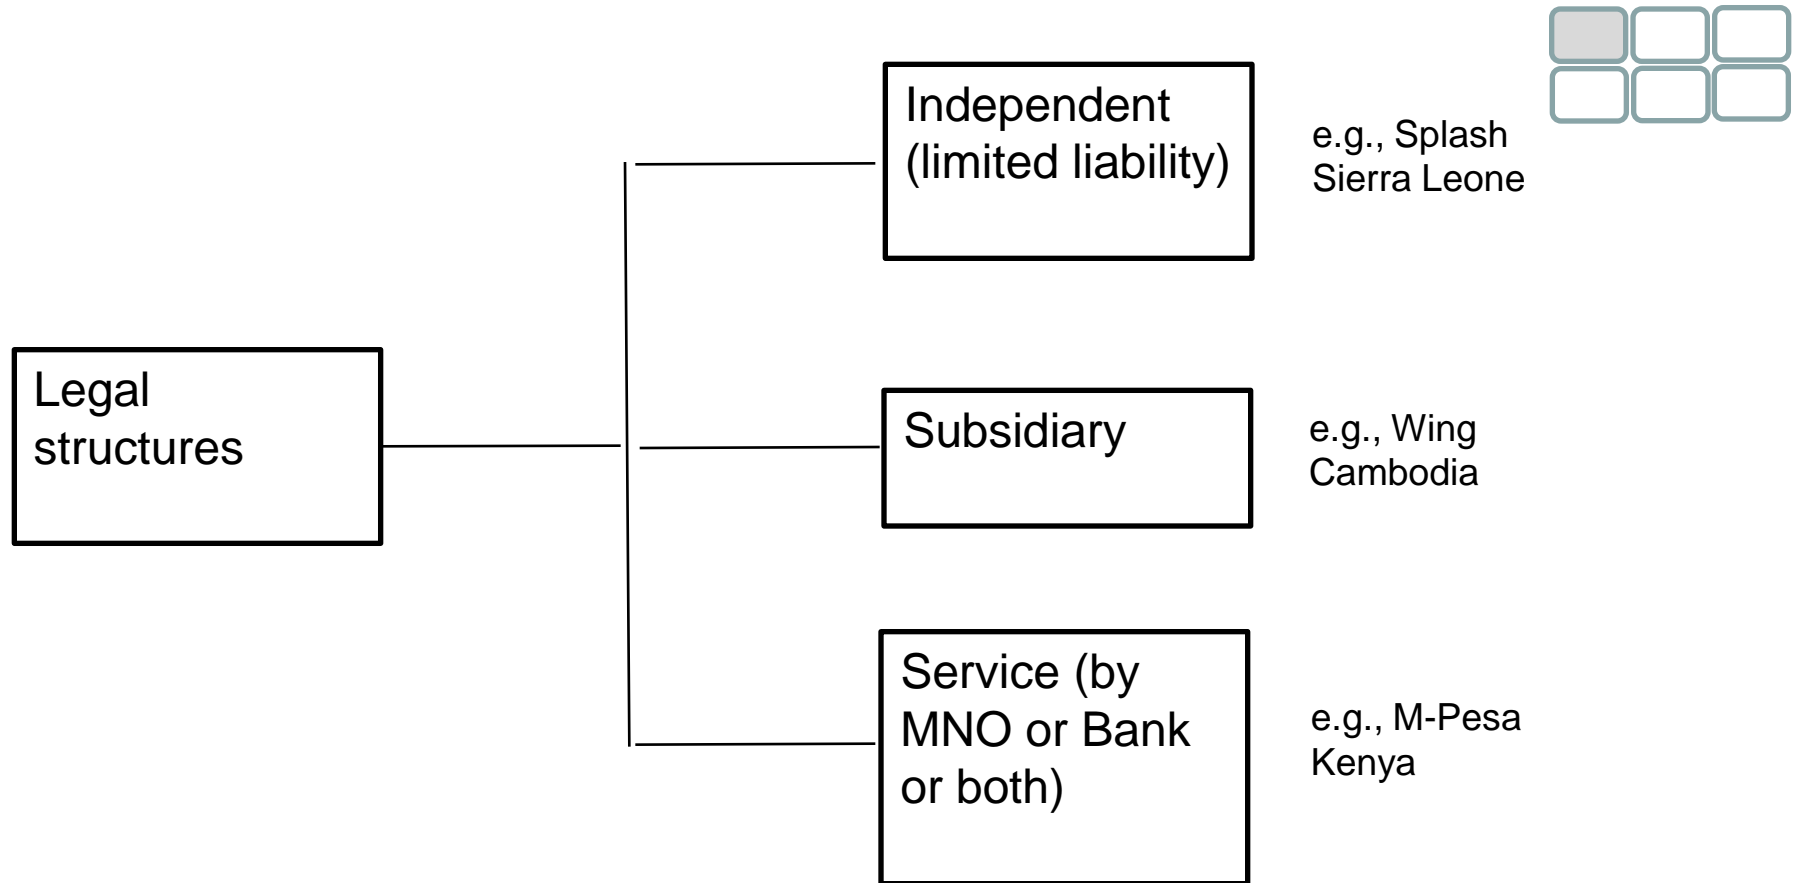 Independent
(limited liability)
e.g., Splash
Sierra Leone
Legal
structures
Subsidiary
e.g., Wing
Cambodia
Service (by
MNO or Bank
or both)
e.g., M-Pesa
Kenya